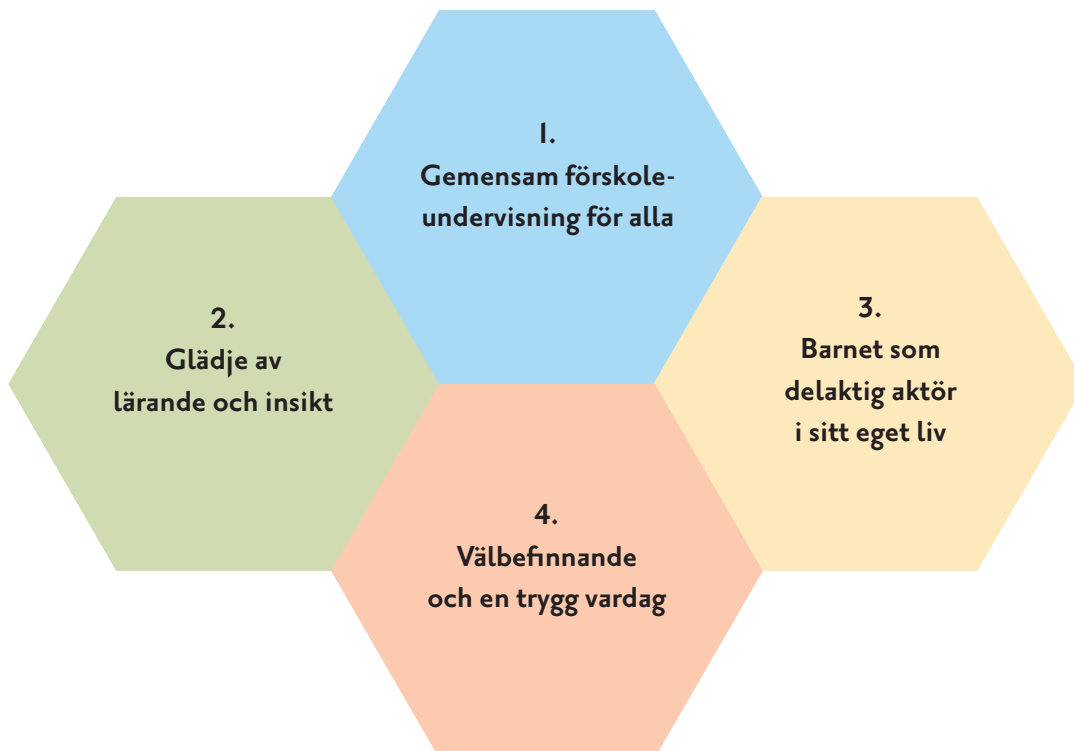 1.
Gemensam förskole-
undervisning för alla
2.
Glädje av
lärande och insikt
3.
Barnet som
delaktig aktör
i sitt eget liv
4.
Välbefinnande
och en trygg vardag